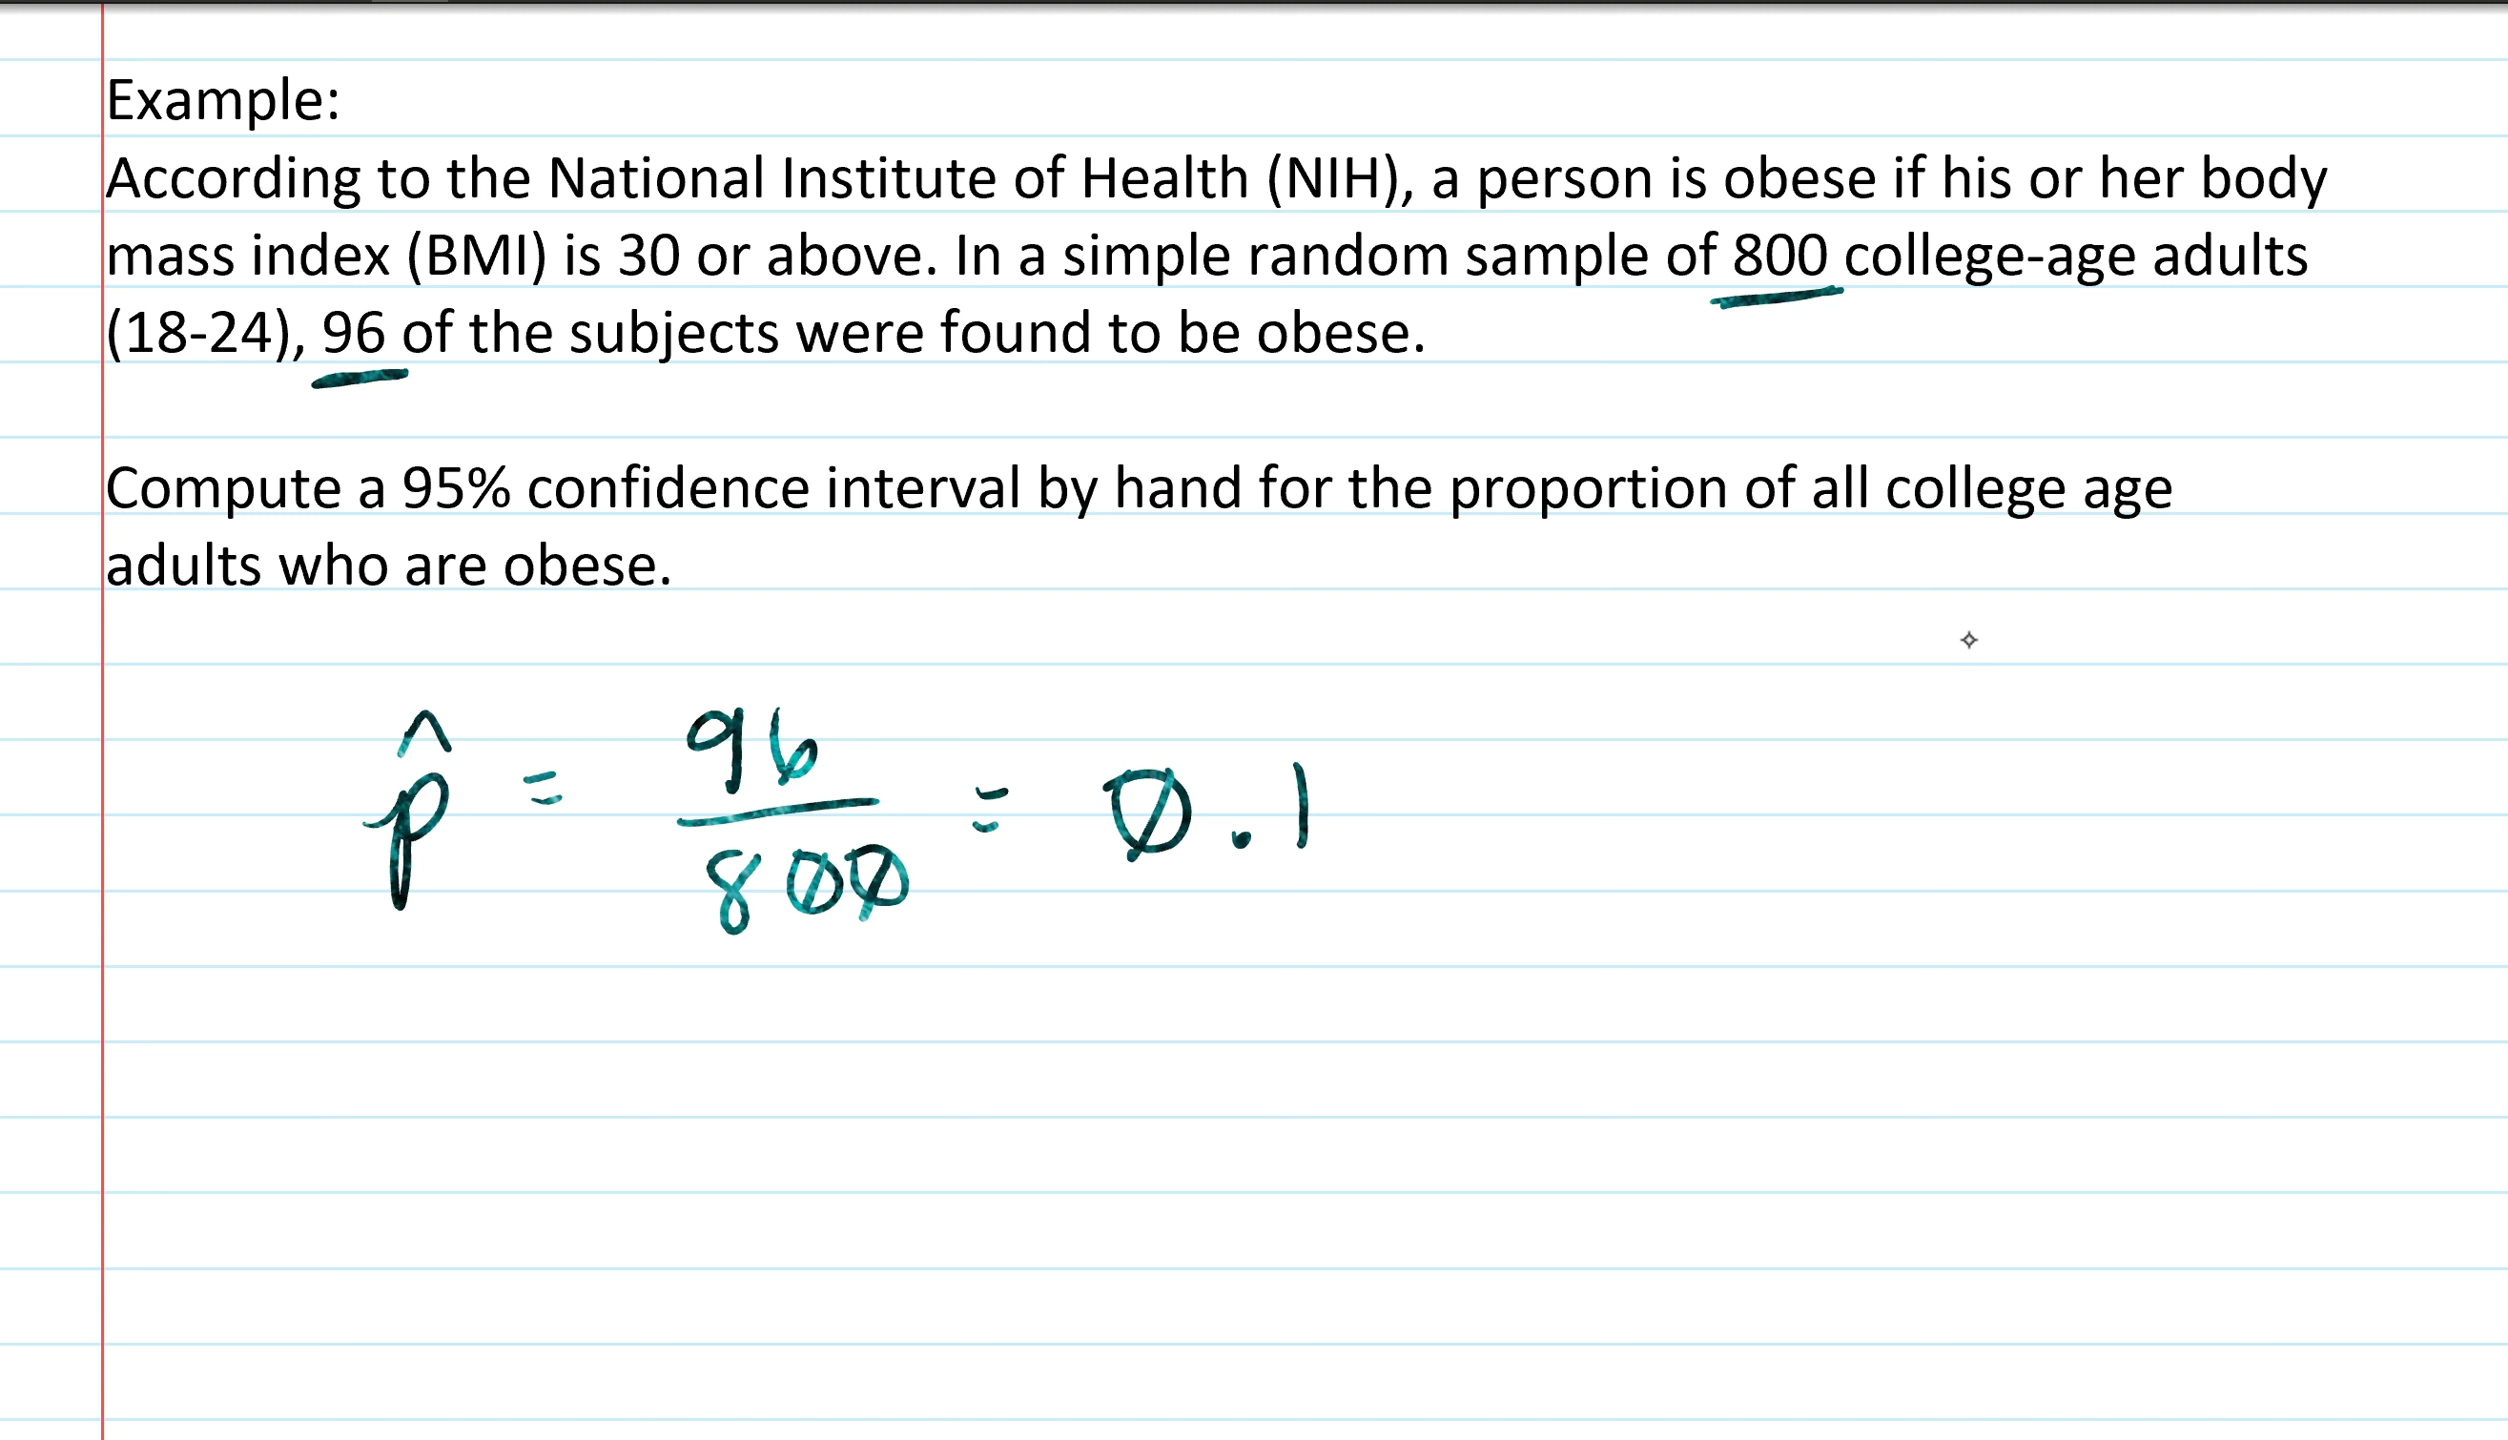 Example:
According to the National Institute of Health (NIH), a person is obese if his or her body
mass index (BMI) is 30 or above. In a simple random sample of 800 college-age adults
(18-24), 96 of the subjects were found to be obese.
Compute a 95% confidence interval by hand for the proportion of all college age
adults who are obese.
p̂ = 96/800 = 0.1